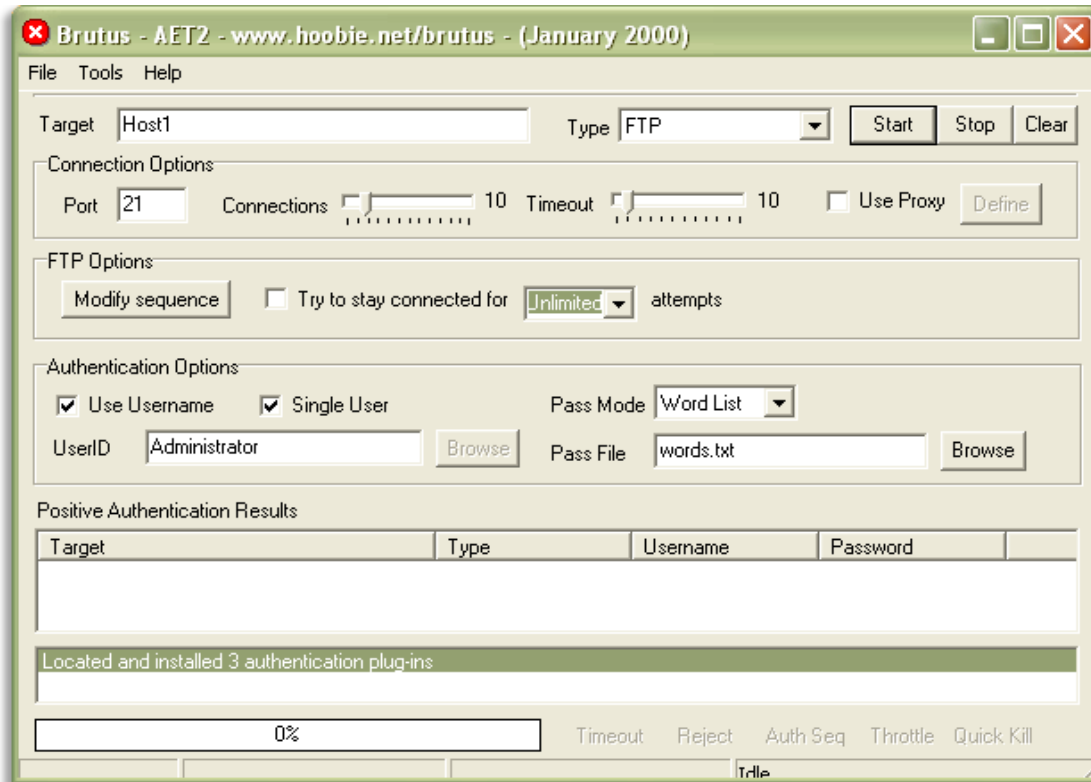 Brutus - AET2 - www.hoobie.net/brutus - (January 2000)
File Tools Help
Target Host1 Type FTP Start Stop Clear
Connection Options
Port 21 Connections 10 Timeout 10 Use Proxy Define
FTP Options
Modify sequence Try to stay connected for Unlimited attempts
Authentication Options
Use Username Single User Pass Mode Word List
UserID Administrator Browse Pass File words.txt Browse
Positive Authentication Results
Target Type Username Password
Located and installed 3 authentication plug-ins
0% Timeout Reject Auth Seq Throttle Quick Kill
Idle